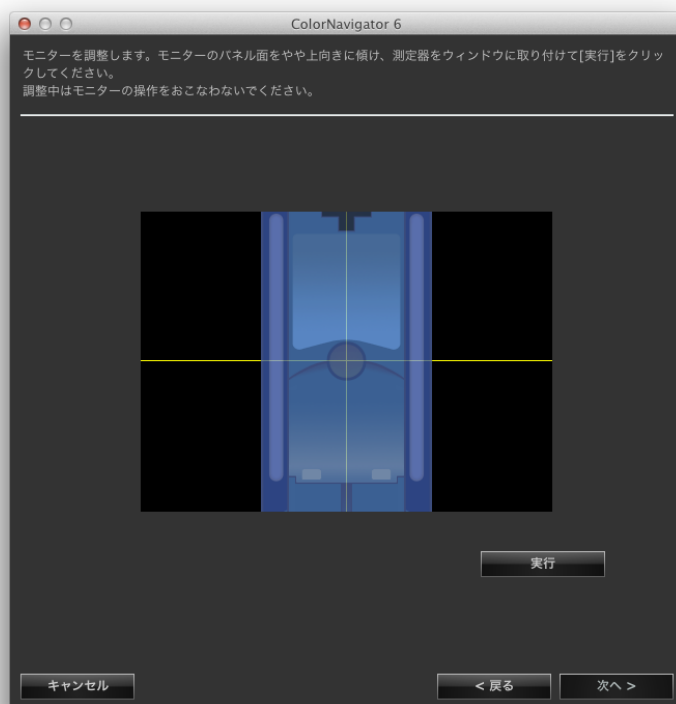 ColorNavigator 6
モニターを調整します。モニターのパネル面をやや上向きに傾け、測定器をウィンドウに取り付けて[実行]をクリッ
クしてください。
調整中はモニターの操作をおこなわないでください。
実行
キャンセル
< 戻る
次へ >